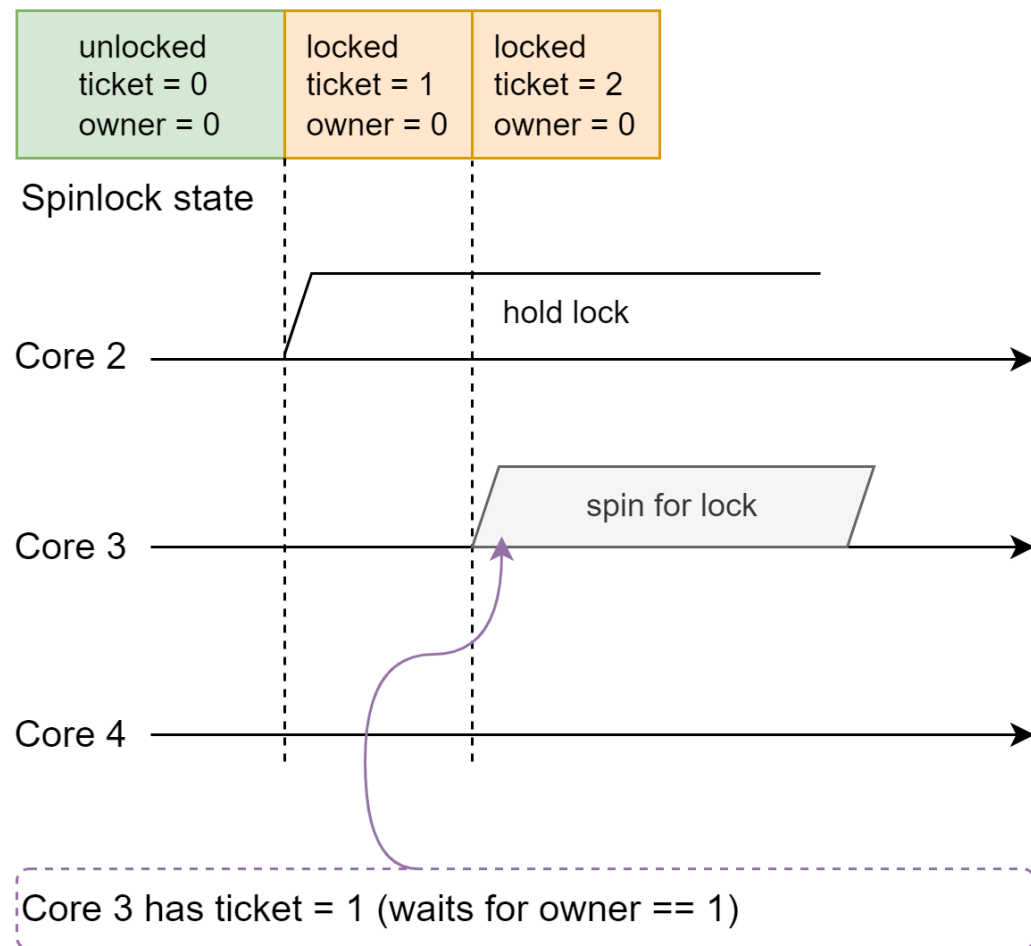 unlocked
ticket = 0
owner = 0
locked
ticket = 1
owner = 0
locked
ticket = 2
owner = 0
Spinlock state
hold lock
Core 2
spin for lock
Core 3
Core 4
Core 3 has ticket = 1 (waits for owner == 1)